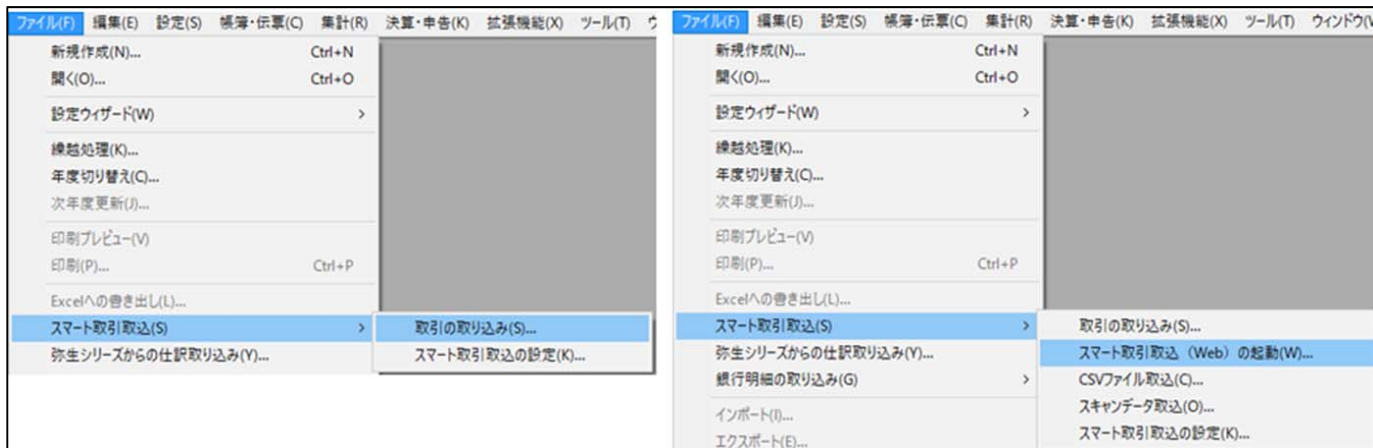 ファイル(F) 編集(E) 設定(S) 帳簿・伝票(C) 集計(R) 決算・申告(K) 拡張機能(X) ツール(T) ウ
新規作成(N)... Ctrl+N
開く(O)... Ctrl+O
設定ウィザード(W) >
繰越処理(K)...
年度切り替え(C)...
次年度更新(J)...
印刷プレビュー(V)
印刷(P)... Ctrl+P
Excelへの書き出し(L)...
スマート取引取込(S) > 取引の取り込み(S)...
弥生シリーズからの仕訳取り込み(Y)... スマート取引取込の設定(K)...
ファイル(F) 編集(E) 設定(S) 帳簿・伝票(C) 集計(R) 決算・申告(K) 拡張機能(X) ツール(T) ウィンドウ(W
新規作成(N)... Ctrl+N
開く(O)... Ctrl+O
設定ウィザード(W) >
繰越処理(K)...
年度切り替え(C)...
次年度更新(J)...
印刷プレビュー(V)
印刷(P)... Ctrl+P
Excelへの書き出し(L)...
スマート取引取込(S) > 取引の取り込み(S)...
弥生シリーズからの仕訳取り込み(Y)... スマート取引取込（Web）の起動(W)...
銀行明細の取り込み(G) > CSVファイル取込(C)...
スキャンデータ取込(O)...
インポート(I)... スマート取引取込の設定(K)...
エクスポート(E)...